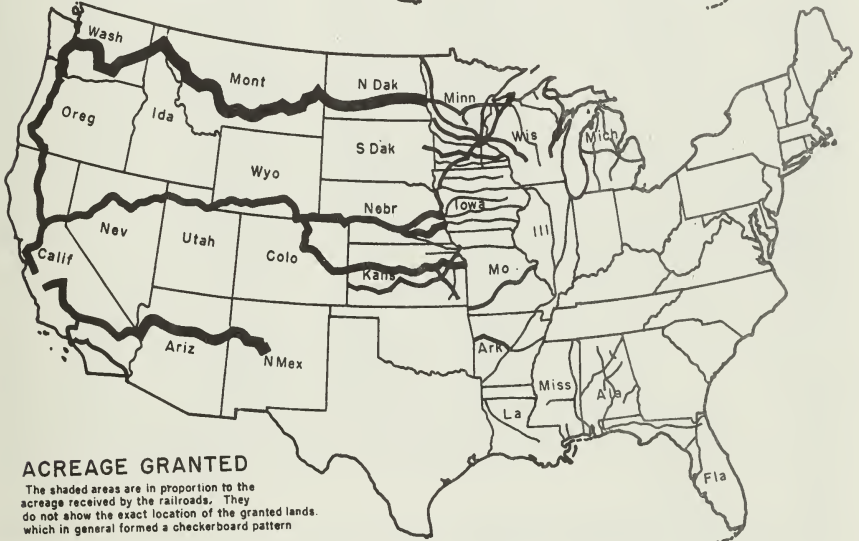 Wash
Mont
N Dak
Minn
Oreg
Ida
Wis
Mich
S Dak
Wyo
Nebr
Iowa
Nev
Utah
Ill
Calif
Colo
Kans
Mo
Ariz
N Mex
Ark
Miss
Ala
La
Fla
ACREAGE GRANTED
The shaded areas are in proportion to the
acreage received by the railroads. They
do not show the exact location of the granted lands.
which in general formed a checkerboard pattern